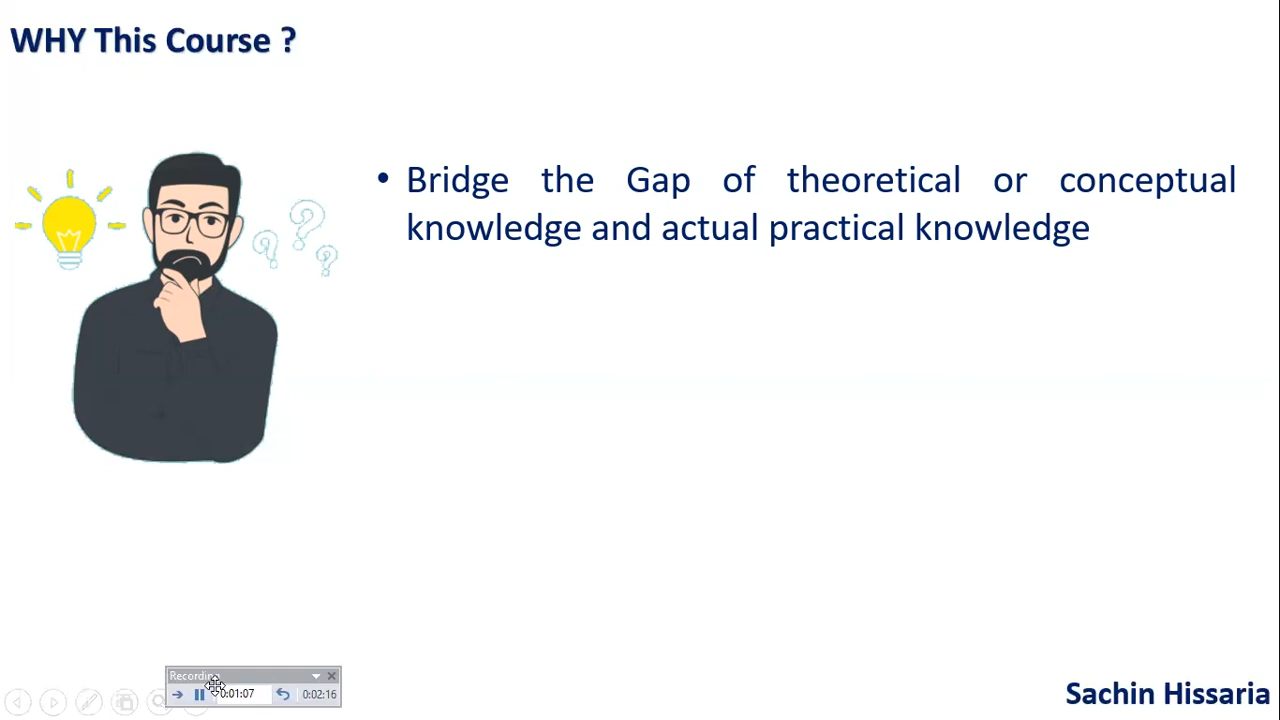 WHY This Course ?
• Bridge the Gap of theoretical or conceptual
knowledge and actual practical knowledge
Recording
0:01:07
0:02:16
Sachin Hissaria